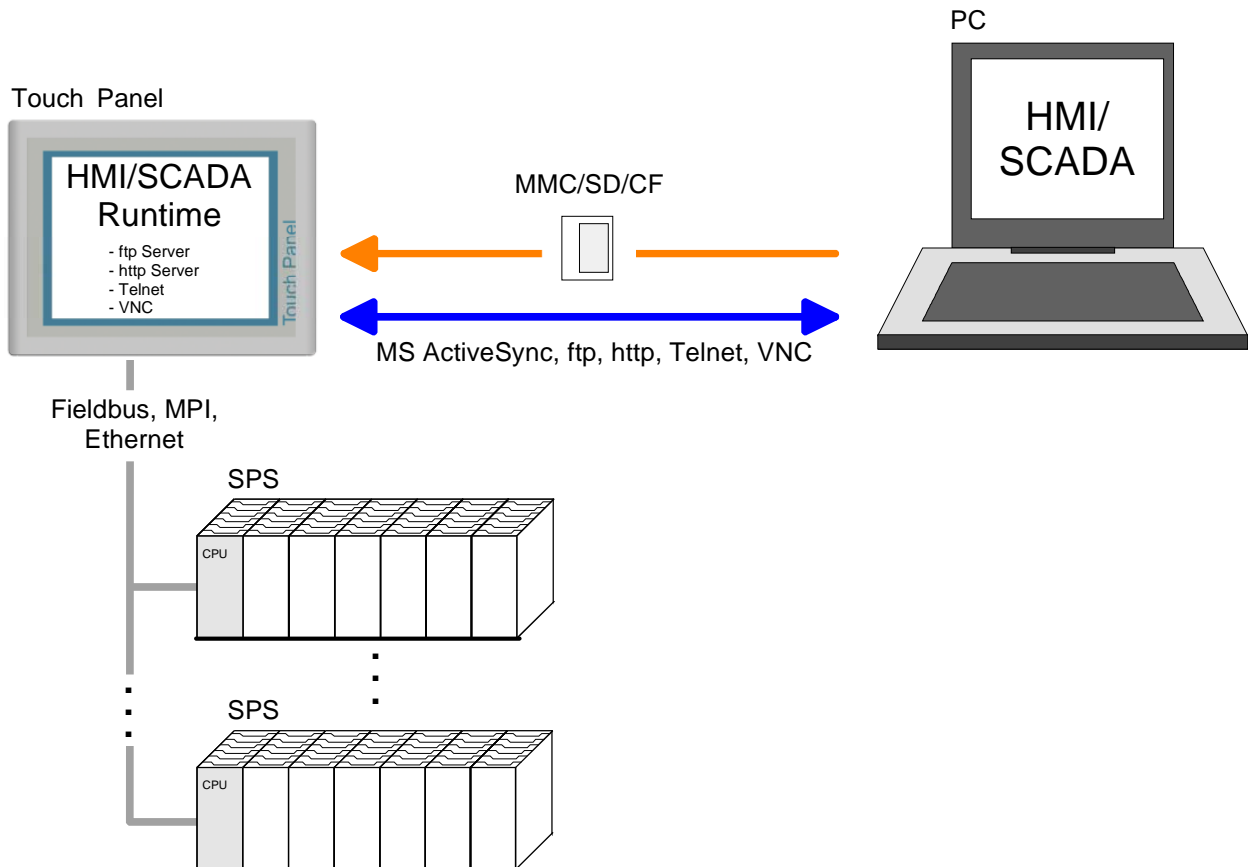 PC
Touch Panel
HMI/SCADA
Runtime
- ftp Server
- http Server
- Telnet
- VNC
Touch Panel
MMC/SD/CF
HMI/
SCADA
MS ActiveSync, ftp, http, Telnet, VNC
Fieldbus, MPI,
Ethernet
SPS
CPU
SPS
CPU